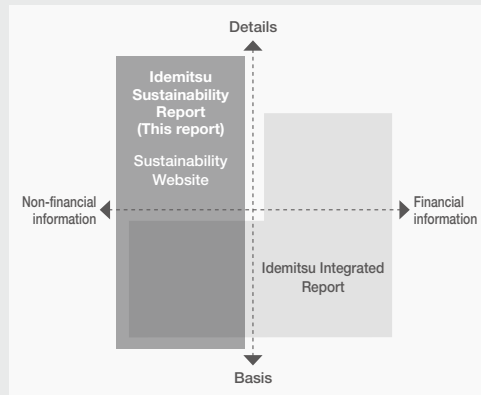 Details
Idemitsu
Sustainability
Report
(This report)
Sustainability
Website
Non-financial
information
Financial
information
Idemitsu Integrated
Report
Basis